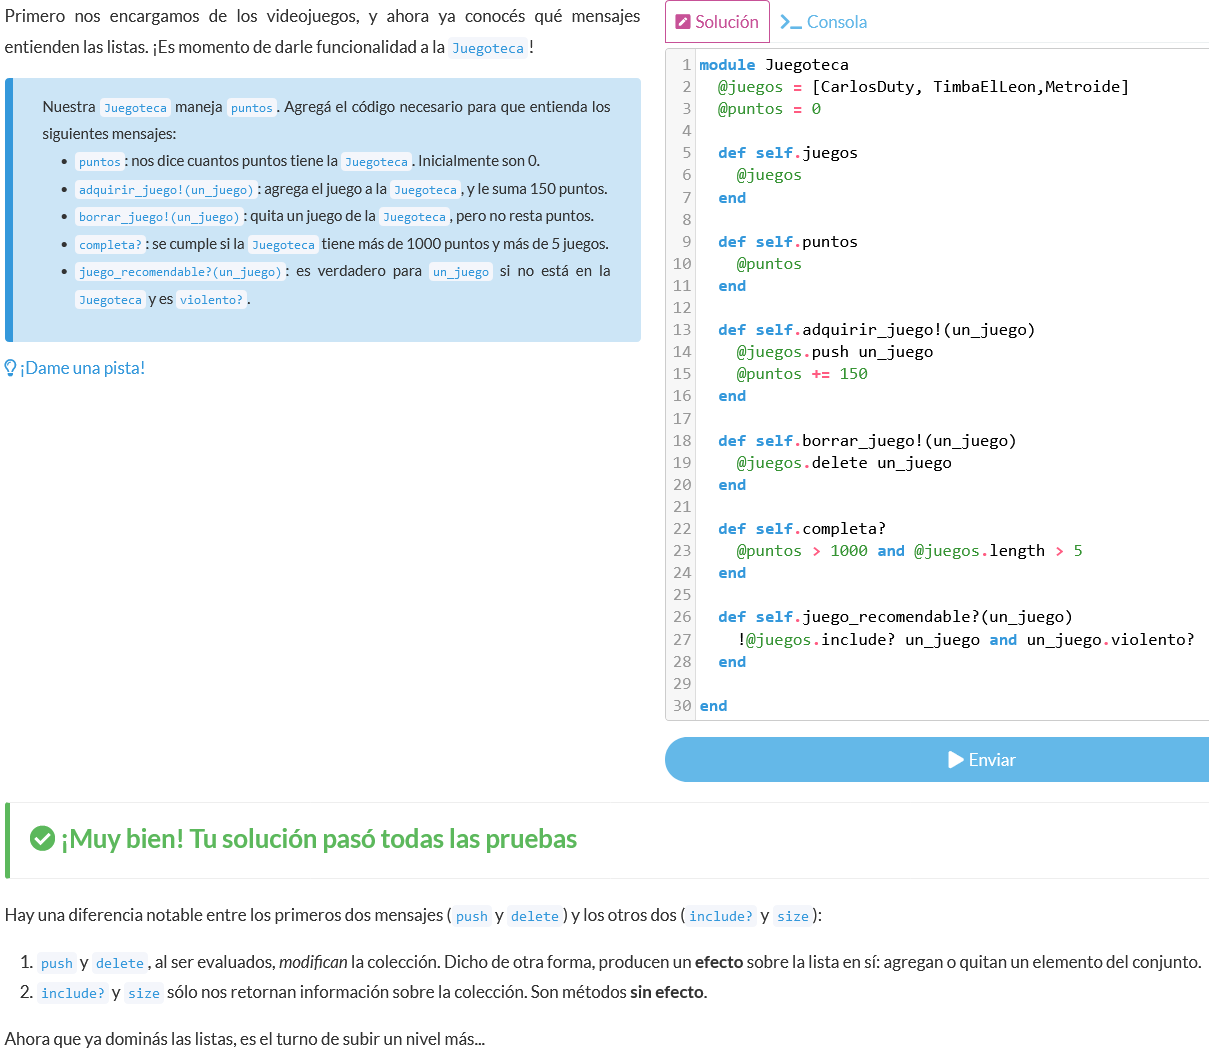 Primero nos encargamos de los videojuegos, y ahora ya conocés qué mensajes
entienden las listas. ¡Es momento de darle funcionalidad a la Juegoteca!
Nuestra Juegoteca maneja puntos. Agregá el código necesario para que entienda los
siguientes mensajes:
• puntos: nos dice cuantos puntos tiene la Juegoteca. Inicialmente son 0.
• adquirir_juego!(un_juego): agrega el juego a la Juegoteca, y le suma 150 puntos.
• borrar_juego!(un_juego): quita un juego de la Juegoteca, pero no resta puntos.
• completa?: se cumple si la Juegoteca tiene más de 1000 puntos y más de 5 juegos.
• juego_recomendable?(un_juego): es verdadero para un_juego si no está en la
Juegoteca y es violento?.
¡Dame una pista!
Solución
Consola
1 module Juegoteca
2   @juegos = [CarlosDuty, TimbaElLeon,Metroide]
3   @puntos = 0
4
5   def self.juegos
6     @juegos
7   end
8
9   def self.puntos
10     @puntos
11   end
12
13   def self.adquirir_juego!(un_juego)
14     @juegos.push un_juego
15     @puntos += 150
16   end
17
18   def self.borrar_juego!(un_juego)
19     @juegos.delete un_juego
20   end
21
22   def self.completa?
23     @puntos > 1000 and @juegos.length > 5
24   end
25
26   def self.juego_recomendable?(un_juego)
27     !@juegos.include? un_juego and un_juego.violento?
28   end
29
30 end
Enviar
¡Muy bien! Tu solución pasó todas las pruebas
Hay una diferencia notable entre los primeros dos mensajes (push y delete) y los otros dos (include? y size):
1. push y delete, al ser evaluados, modifican la colección. Dicho de otra forma, producen un efecto sobre la lista en sí: agregan o quitan un elemento del conjunto.
2. include? y size sólo nos retornan información sobre la colección. Son métodos sin efecto.
Ahora que ya dominás las listas, es el turno de subir un nivel más...